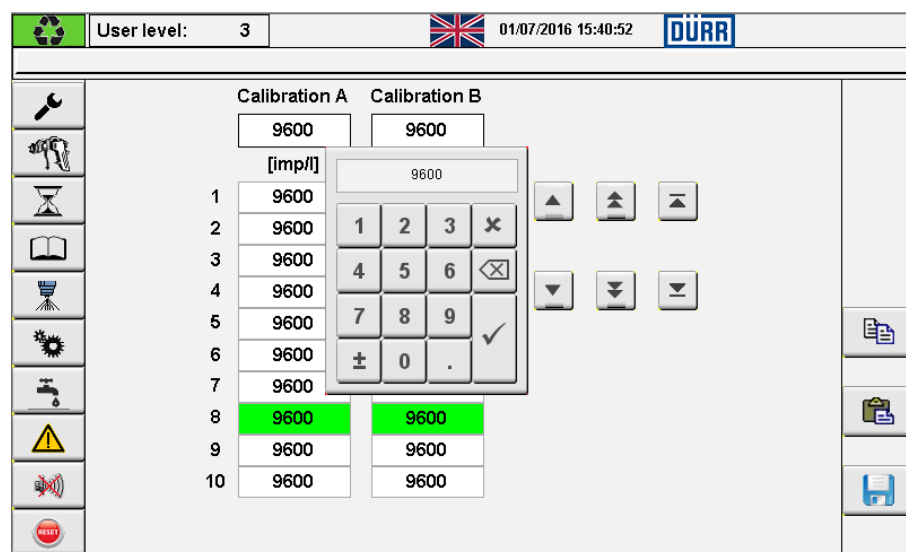 User level: 3 01/07/2016 15:40:52 DÜRR
Calibration A Calibration B
9600 9600
[imp/l]
9600
1 9600
2 9600
3 9600
4 9600
5 9600
6 9600
7 9600
8 9600 9600
9 9600 9600
10 9600 9600
1 2 3
4 5 6
7 8 9
± 0 .
RESET